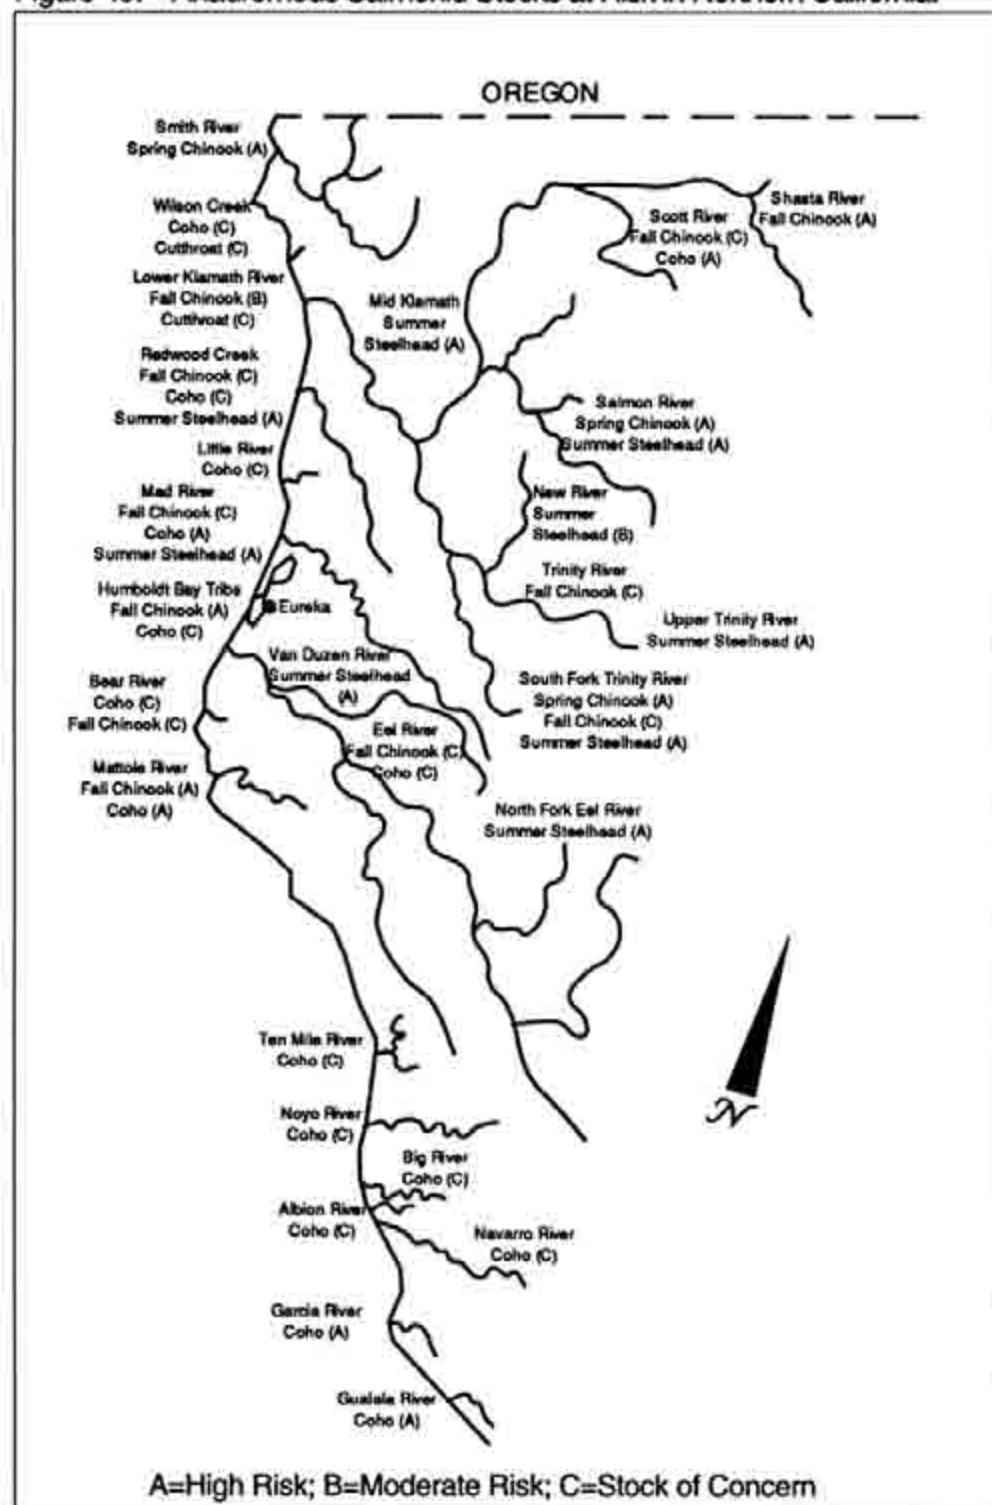 OREGON
Smith River
Spring Chinook (A)
Wilson Creek
Coho (C)
Cutthroat (C)
Lower Klamath River
Fall Chinook (B)
Cutthroat (C)
Redwood Creek
Fall Chinook (C)
Coho (C)
Summer Steelhead (A)
Little River
Coho (C)
Mad River
Fall Chinook (C)
Coho (A)
Summer Steelhead (A)
Humboldt Bay Tribs
Fall Chinook (A)
Coho (C)
Eureka
Bear River
Coho (C)
Fall Chinook (C)
Mattole River
Fall Chinook (A)
Coho (A)
Shasta River
Fall Chinook (A)
Scott River
Fall Chinook (C)
Coho (A)
Mid Klamath
Summer
Steelhead (A)
Salmon River
Spring Chinook (A)
Summer Steelhead (A)
New River
Summer
Steelhead (B)
Trinity River
Fall Chinook (C)
Upper Trinity River
Summer Steelhead (A)
South Fork Trinity River
Spring Chinook (A)
Fall Chinook (C)
Summer Steelhead (A)
Van Duzen River
Summer Steelhead
(A)
Eel River
Fall Chinook (C)
Coho (C)
North Fork Eel River
Summer Steelhead (A)
Ten Mile River
Coho (C)
Noyo River
Coho (C)
Big River
Coho (C)
Albion River
Coho (C)
Navarro River
Coho (C)
Garcia River
Coho (A)
Gualala River
Coho (A)
N
A=High Risk; B=Moderate Risk; C=Stock of Concern